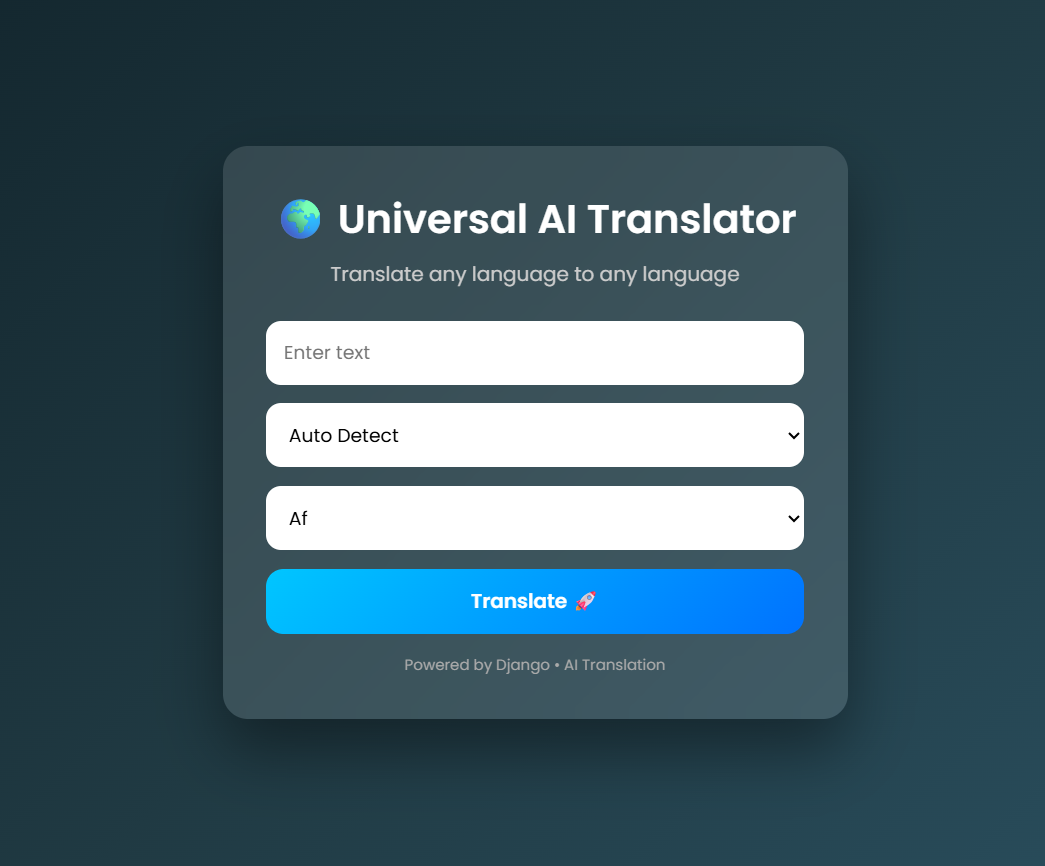 🌍 Universal AI Translator
Translate any language to any language
Enter text
Auto Detect
Af
Translate 🚀
Powered by Django • AI Translation